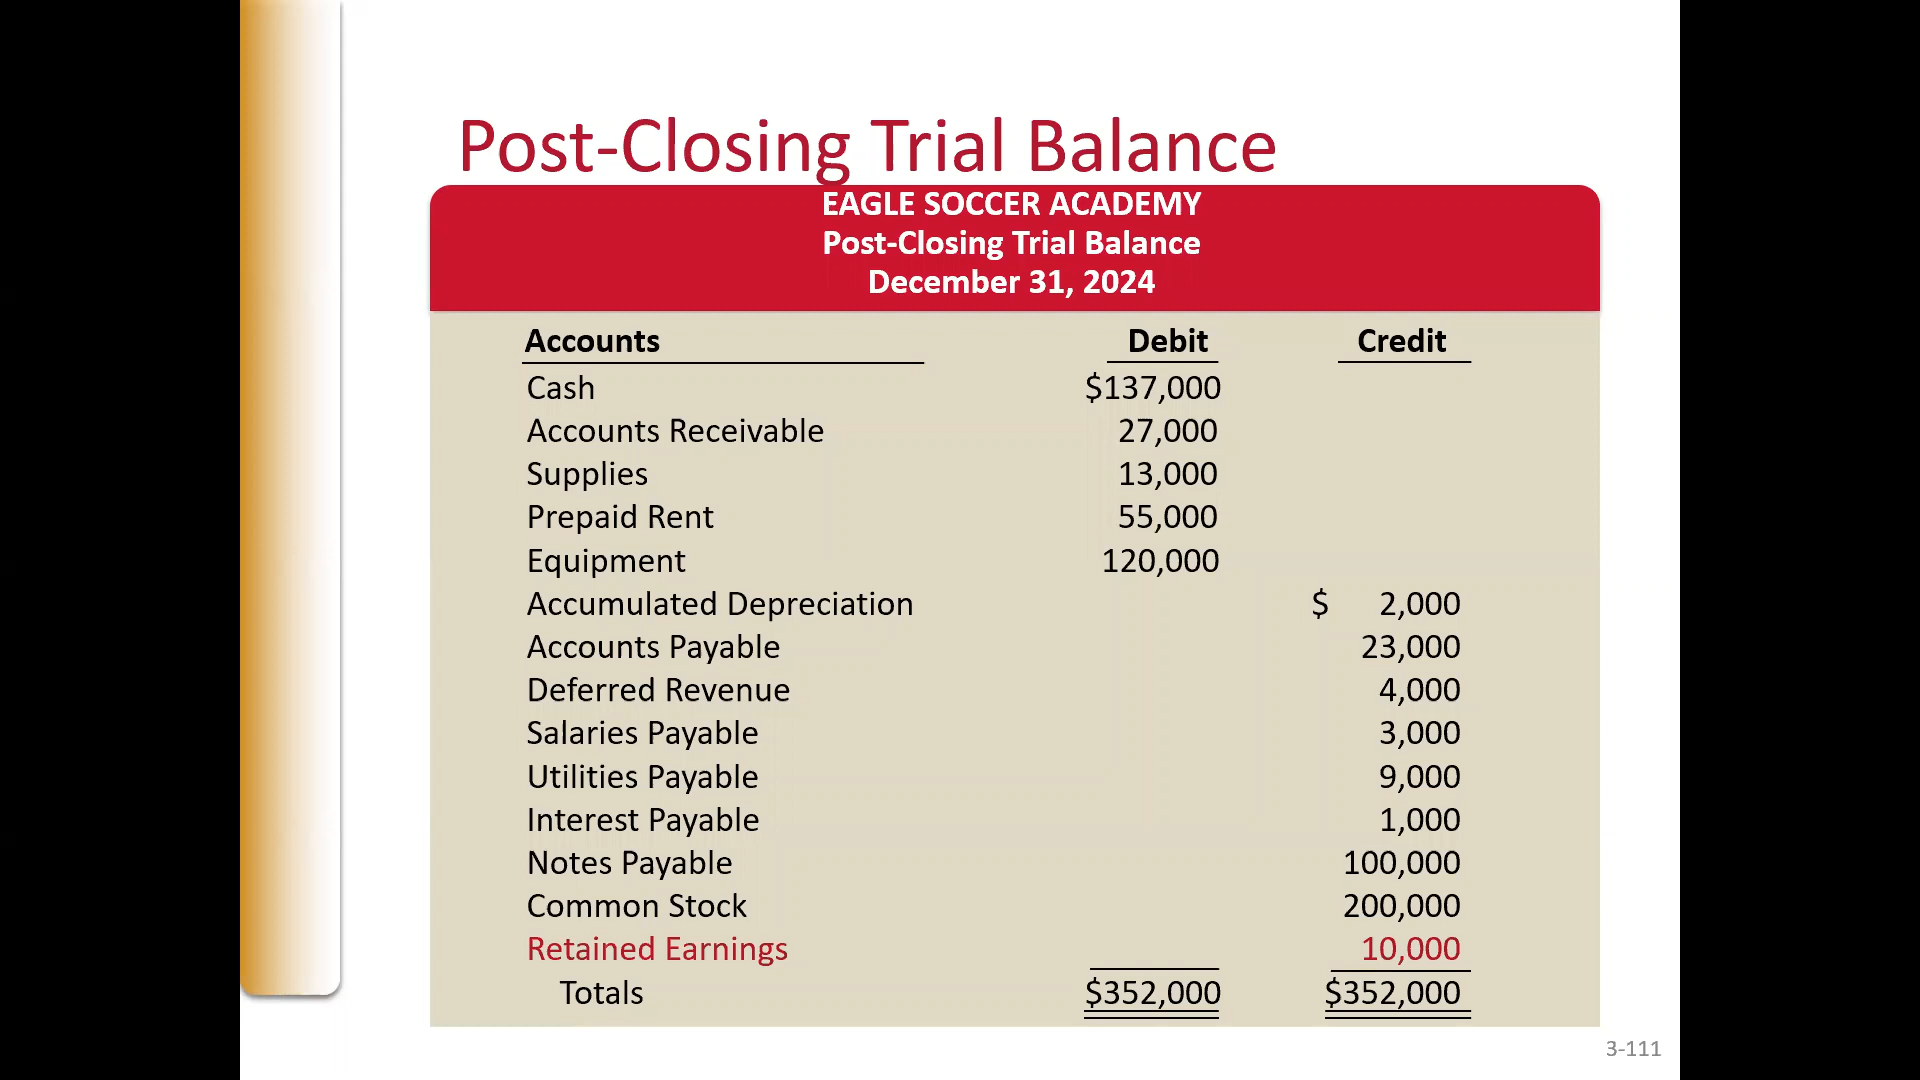 Post-Closing Trial Balance
EAGLE SOCCER ACADEMY
Post-Closing Trial Balance
December 31, 2024
Accounts Debit Credit
Cash $137,000
Accounts Receivable 27,000
Supplies 13,000
Prepaid Rent 55,000
Equipment 120,000
Accumulated Depreciation $ 2,000
Accounts Payable 23,000
Deferred Revenue 4,000
Salaries Payable 3,000
Utilities Payable 9,000
Interest Payable 1,000
Notes Payable 100,000
Common Stock 200,000
Retained Earnings 10,000
Totals $352,000 $352,000
3-111